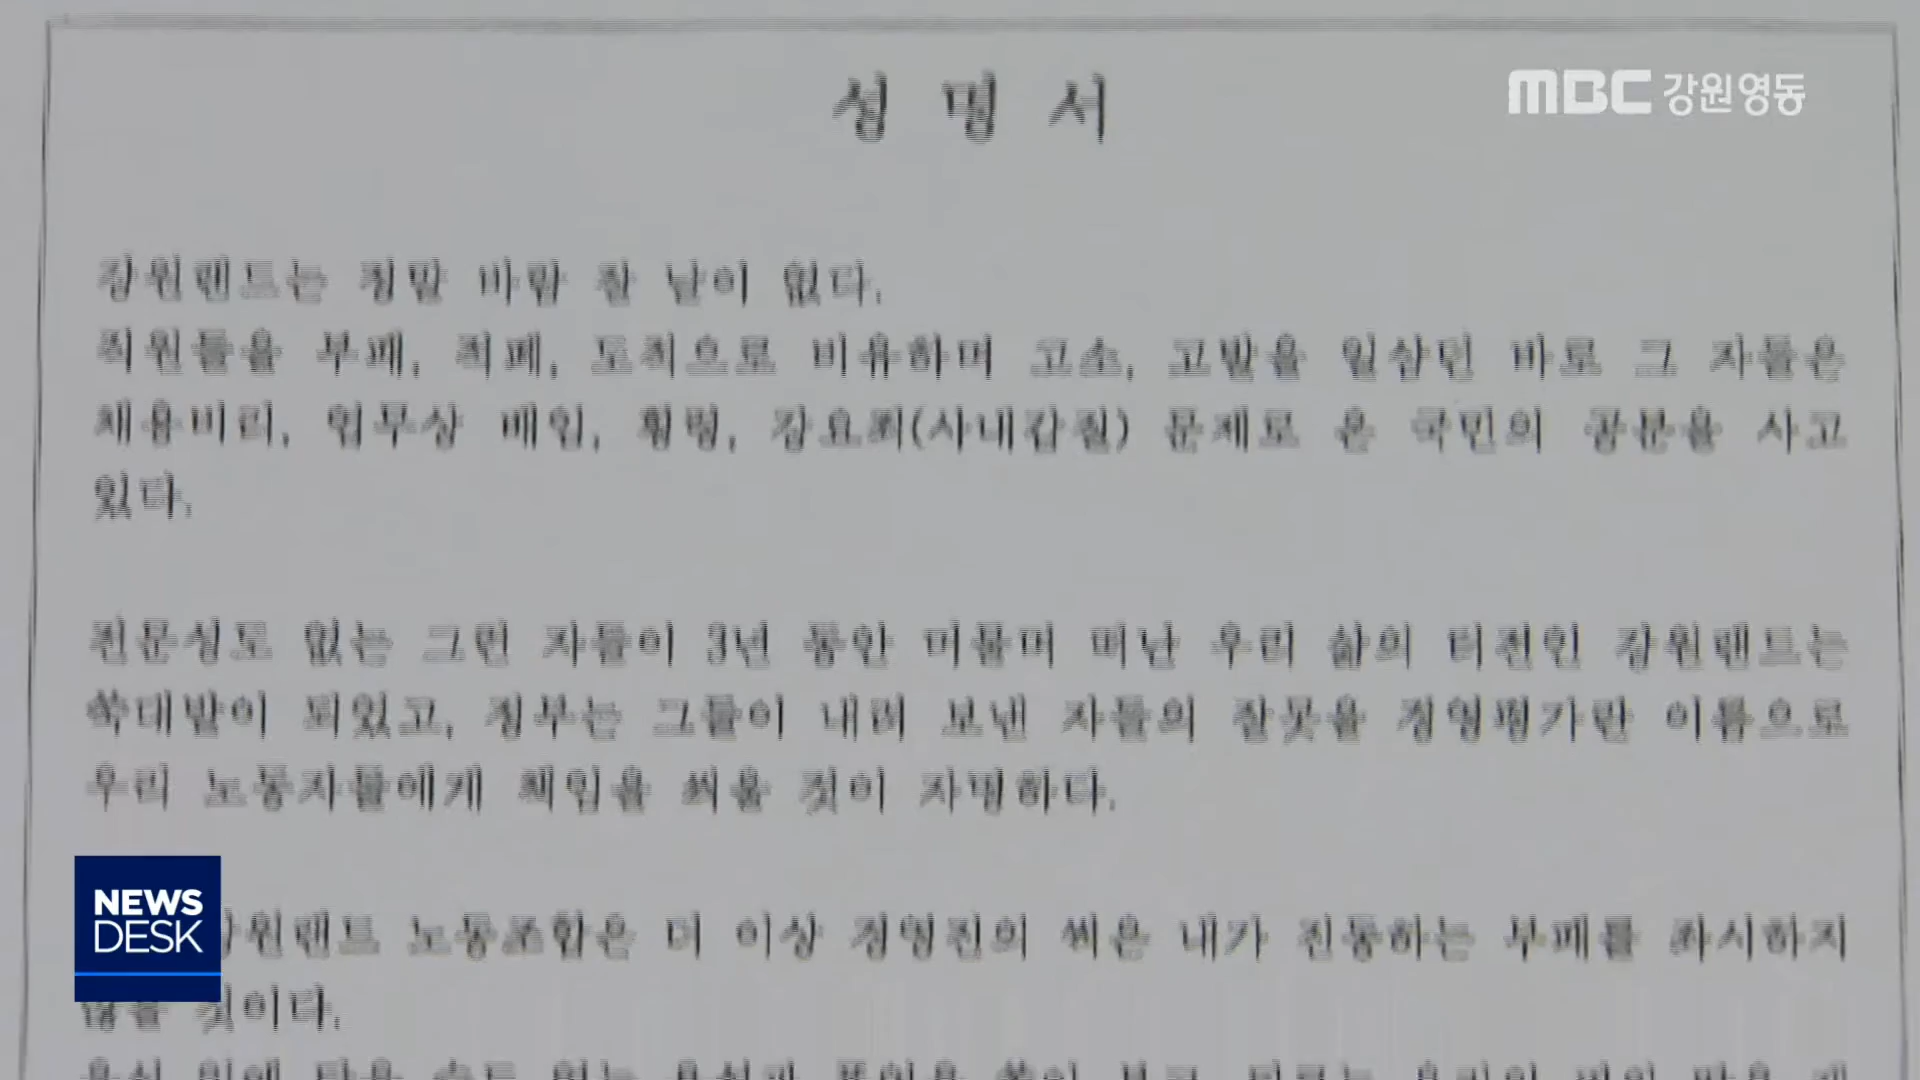 성 명 서
MBC 강원영동
강원랜드는 정말 바람 잘 날이 없다.
직원들을 부패, 적폐, 도적으로 비유하며 고소, 고발을 일삼던 바로 그 자들은
채용비리, 업무상 배임, 횡령, 강요죄(사내갑질) 문제로 온 국민의 공분을 사고
있다.
전문성도 없는 그런 자들이 3년 동안 머물며 떠난 우리 삶의 터전인 강원랜드는
쑥대밭이 되있고, 정부는 그들이 내려 보낸 자들의 잘못을 경영평가란 이름으로
우리 노동자들에게 책임을 씌울 것이 자명하다.
NEWS
DESK
강원랜드 노동조합은 더 이상 경영진의 썩은 내가 진동하는 부패를 좌시하지
않을 것이다.